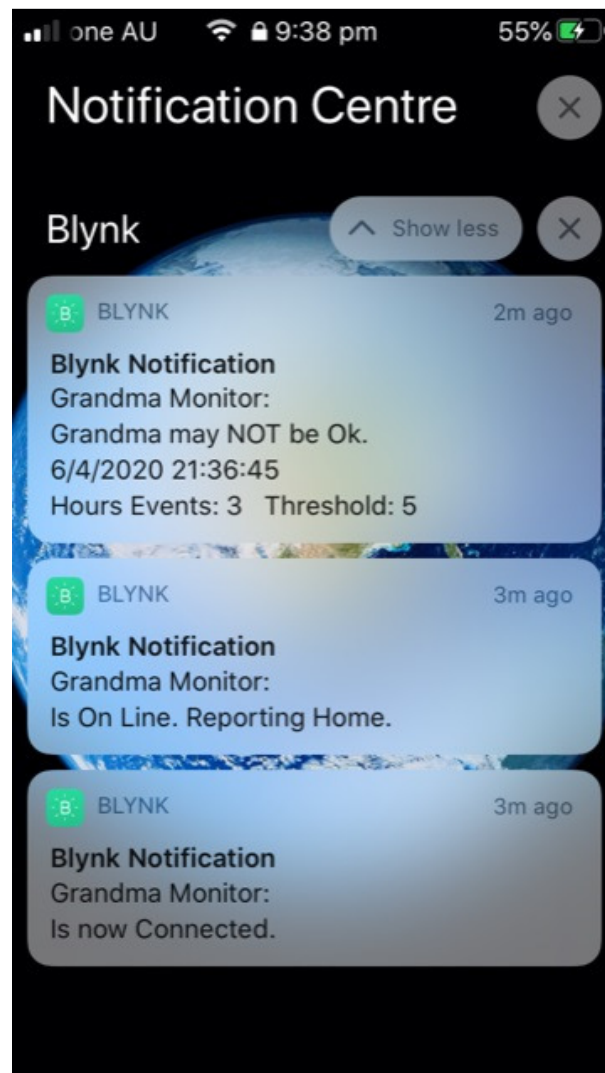 one AU 9:38 pm 55%
Notification Centre
Blynk Show less
BLYNK 2m ago
Blynk Notification
Grandma Monitor:
Grandma may NOT be Ok.
6/4/2020 21:36:45
Hours Events: 3 Threshold: 5
BLYNK 3m ago
Blynk Notification
Grandma Monitor:
Is On Line. Reporting Home.
BLYNK 3m ago
Blynk Notification
Grandma Monitor:
Is now Connected.